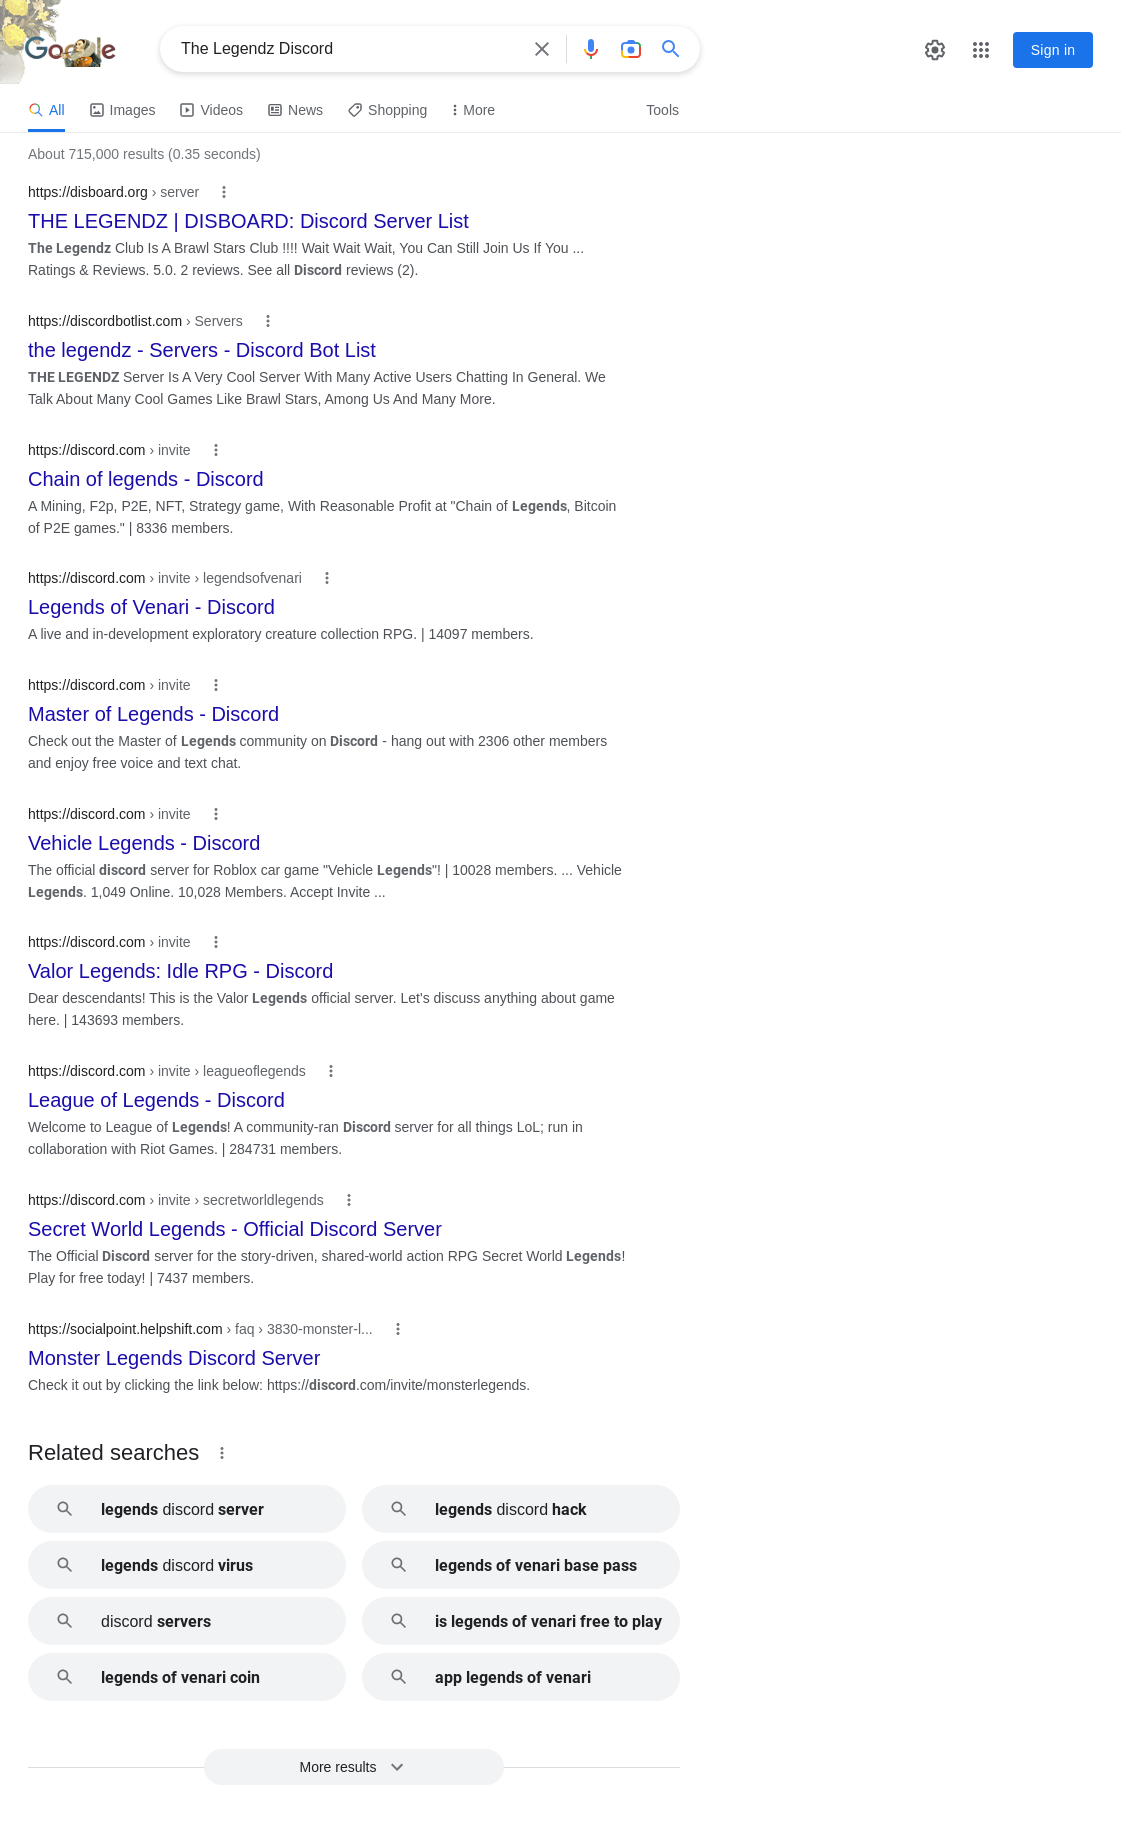 Google
The Legendz Discord
Sign in
All
Images
Videos
News
Shopping
More
Tools
About 715,000 results (0.35 seconds)
https://disboard.org › server
THE LEGENDZ | DISBOARD: Discord Server List
The Legendz Club Is A Brawl Stars Club !!!! Wait Wait Wait, You Can Still Join Us If You ...
Ratings & Reviews. 5.0. 2 reviews. See all Discord reviews (2).
https://discordbotlist.com › Servers
the legendz - Servers - Discord Bot List
THE LEGENDZ Server Is A Very Cool Server With Many Active Users Chatting In General. We
Talk About Many Cool Games Like Brawl Stars, Among Us And Many More.
https://discord.com › invite
Chain of legends - Discord
A Mining, F2p, P2E, NFT, Strategy game, With Reasonable Profit at "Chain of Legends, Bitcoin
of P2E games." | 8336 members.
https://discord.com › invite › legendsofvenari
Legends of Venari - Discord
A live and in-development exploratory creature collection RPG. | 14097 members.
https://discord.com › invite
Master of Legends - Discord
Check out the Master of Legends community on Discord - hang out with 2306 other members
and enjoy free voice and text chat.
https://discord.com › invite
Vehicle Legends - Discord
The official discord server for Roblox car game "Vehicle Legends"! | 10028 members. ... Vehicle
Legends. 1,049 Online. 10,028 Members. Accept Invite ...
https://discord.com › invite
Valor Legends: Idle RPG - Discord
Dear descendants! This is the Valor Legends official server. Let's discuss anything about game
here. | 143693 members.
https://discord.com › invite › leagueoflegends
League of Legends - Discord
Welcome to League of Legends! A community-ran Discord server for all things LoL; run in
collaboration with Riot Games. | 284731 members.
https://discord.com › invite › secretworldlegends
Secret World Legends - Official Discord Server
The Official Discord server for the story-driven, shared-world action RPG Secret World Legends!
Play for free today! | 7437 members.
https://socialpoint.helpshift.com › faq › 3830-monster-l...
Monster Legends Discord Server
Check it out by clicking the link below: https://discord.com/invite/monsterlegends.
Related searches
legends discord server
legends discord hack
legends discord virus
legends of venari base pass
discord servers
is legends of venari free to play
legends of venari coin
app legends of venari
More results